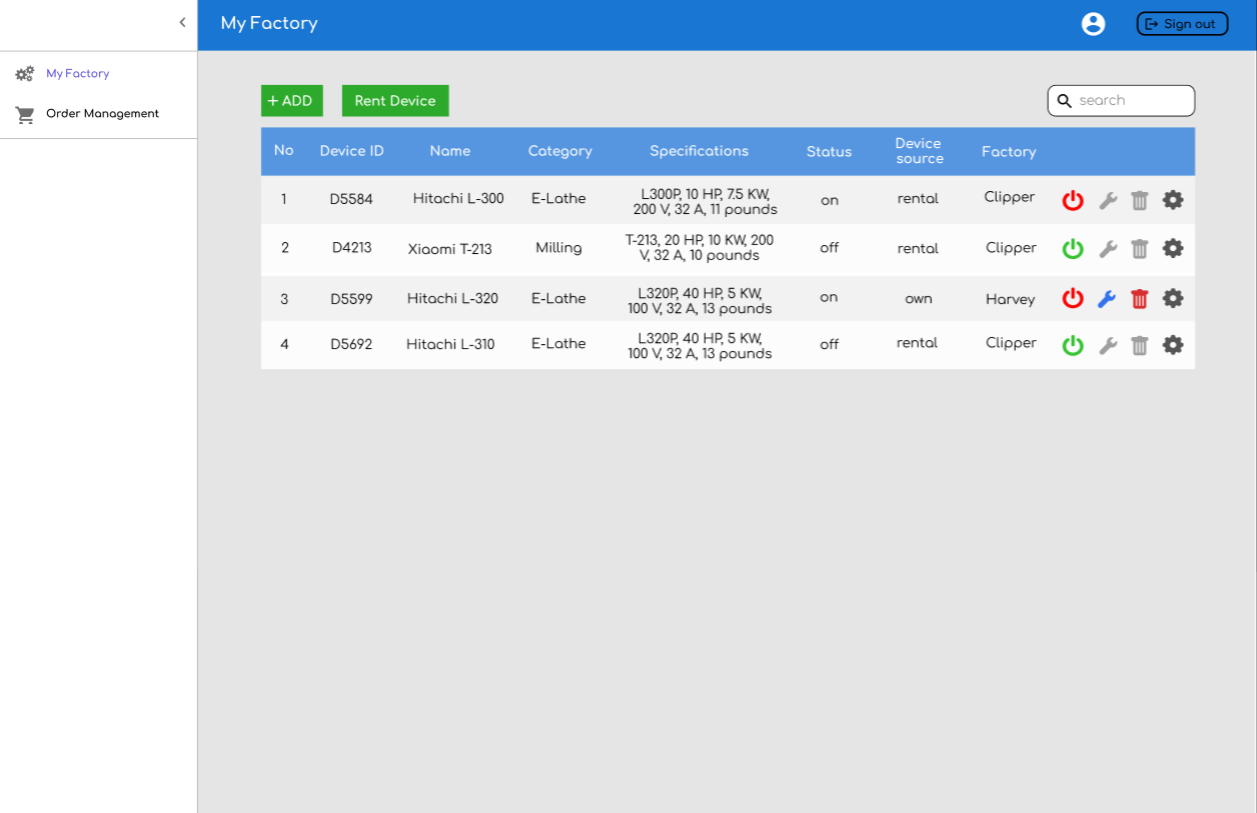 My Factory
Sign out
My Factory
Order Management
+ ADD
Rent Device
search
No Device ID Name Category Specifications Status Device source Factory
1 D5584 Hitachi L-300 E-Lathe L300P, 10 HP, 7.5 KW, 200 V, 32 A, 11 pounds on rental Clipper
2 D4213 Xiaomi T-213 Milling T-213, 20 HP, 10 KW, 200 V, 32 A, 10 pounds off rental Clipper
3 D5599 Hitachi L-320 E-Lathe L320P, 40 HP, 5 KW, 100 V, 32 A, 13 pounds on own Harvey
4 D5692 Hitachi L-310 E-Lathe L320P, 40 HP, 5 KW, 100 V, 32 A, 13 pounds off rental Clipper